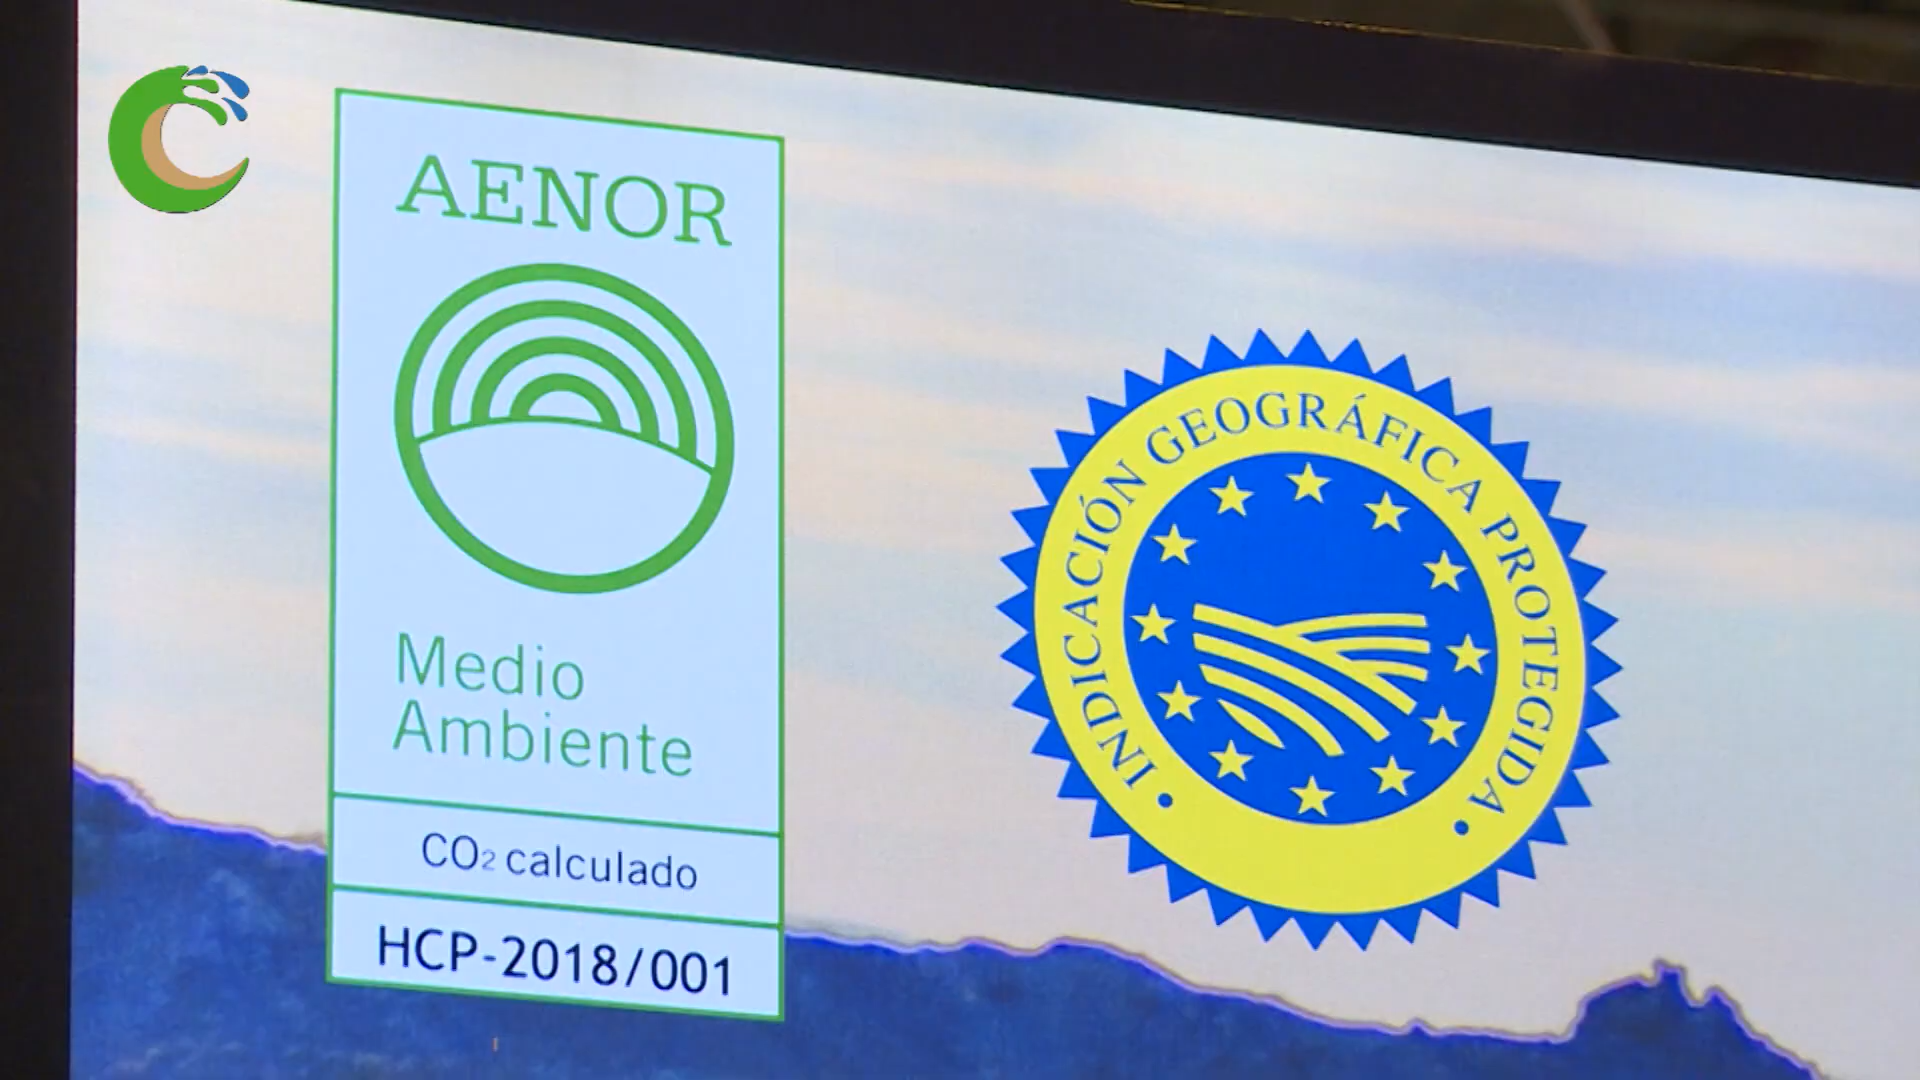 AENOR
Medio
Ambiente
CO₂ calculado
HCP-2018/001
• INDICACIÓN GEOGRÁFICA PROTEGIDA •